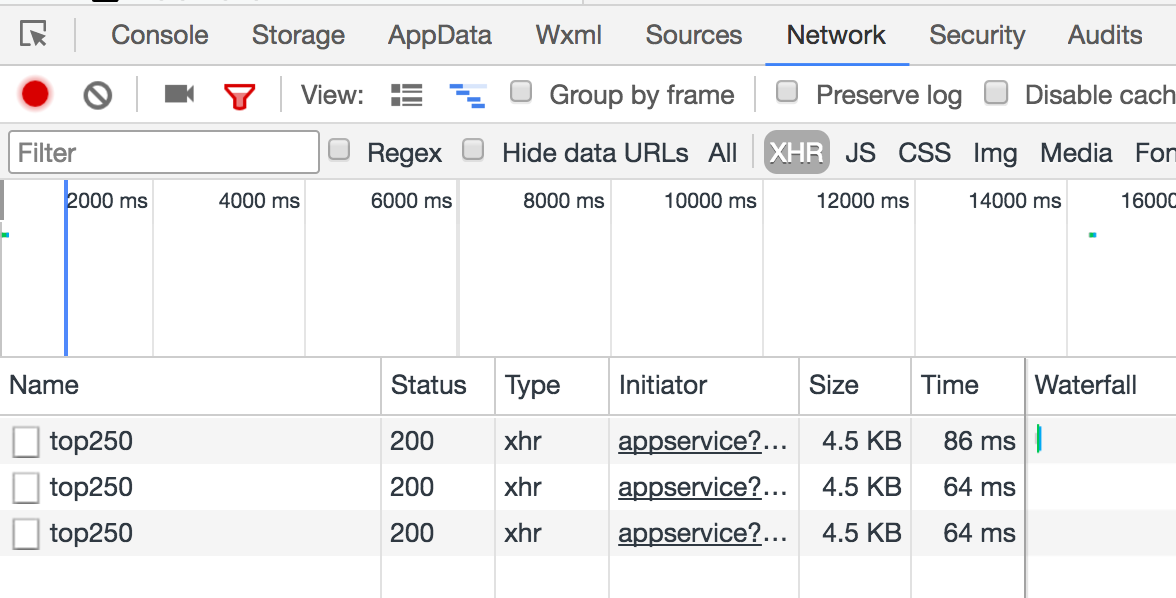 Console Storage AppData Wxml Sources Network Security Audits
View: Group by frame Preserve log Disable cach
Filter Regex Hide data URLs All XHR JS CSS Img Media Fon
2000 ms 4000 ms 6000 ms 8000 ms 10000 ms 12000 ms 14000 ms 16000
Name Status Type Initiator Size Time Waterfall
top250 200 xhr appservice?... 4.5 KB 86 ms
top250 200 xhr appservice?... 4.5 KB 64 ms
top250 200 xhr appservice?... 4.5 KB 64 ms